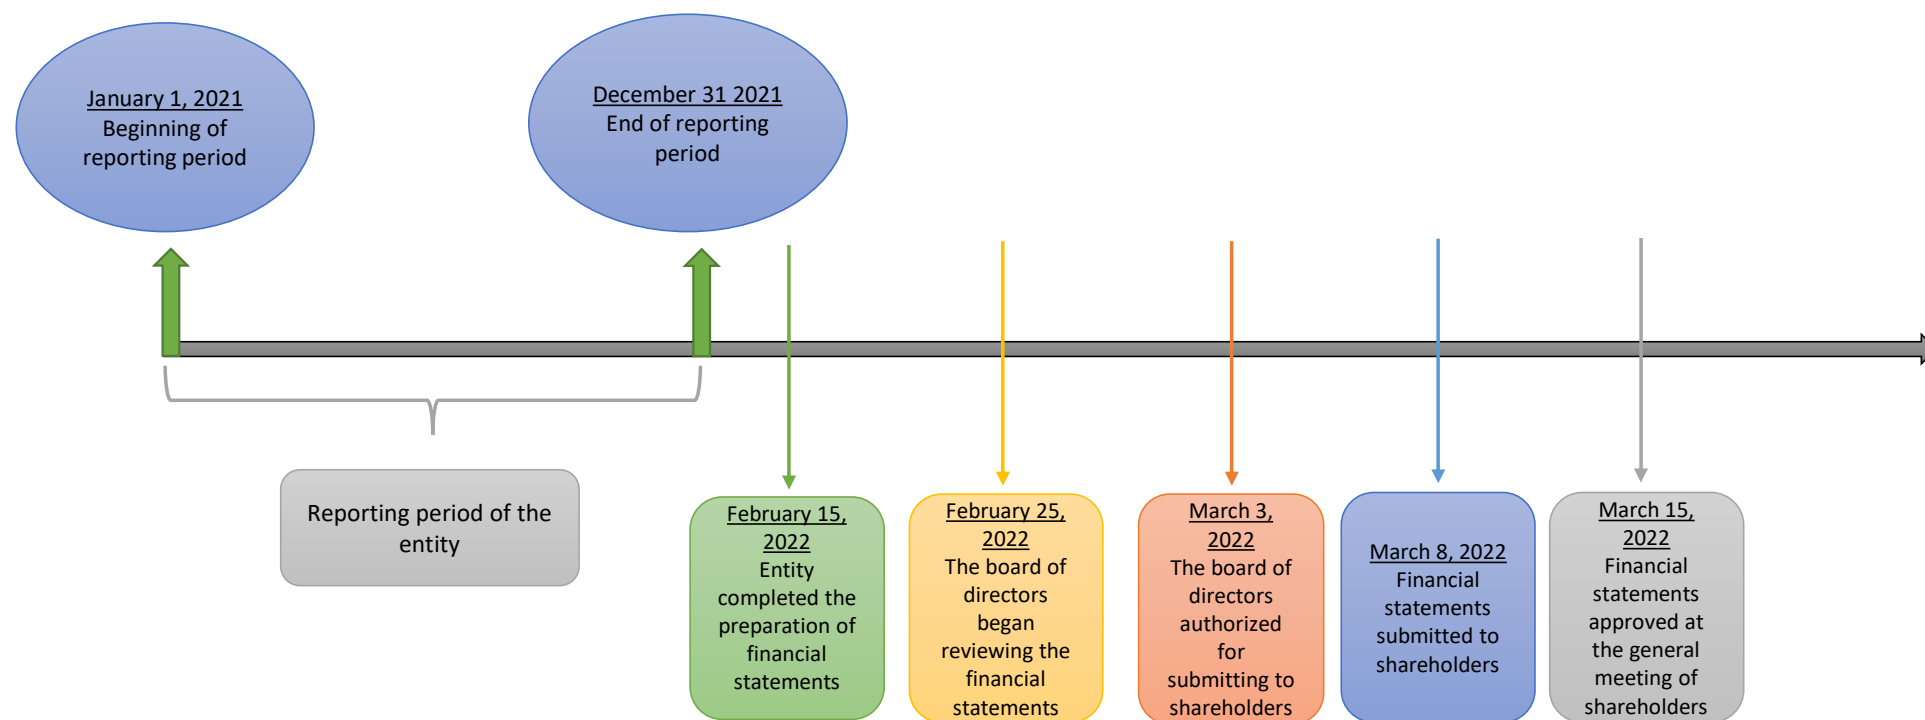 January 1, 2021
Beginning of
reporting period
December 31 2021
End of reporting
period
Reporting period of the
entity
February 15,
2022
Entity
completed the
preparation of
financial
statements
February 25,
2022
The board of
directors
began
reviewing the
financial
statements
March 3,
2022
The board of
directors
authorized
for
submitting to
shareholders
March 8, 2022
Financial
statements
submitted to
shareholders
March 15,
2022
Financial
statements
approved at
the general
meeting of
shareholders